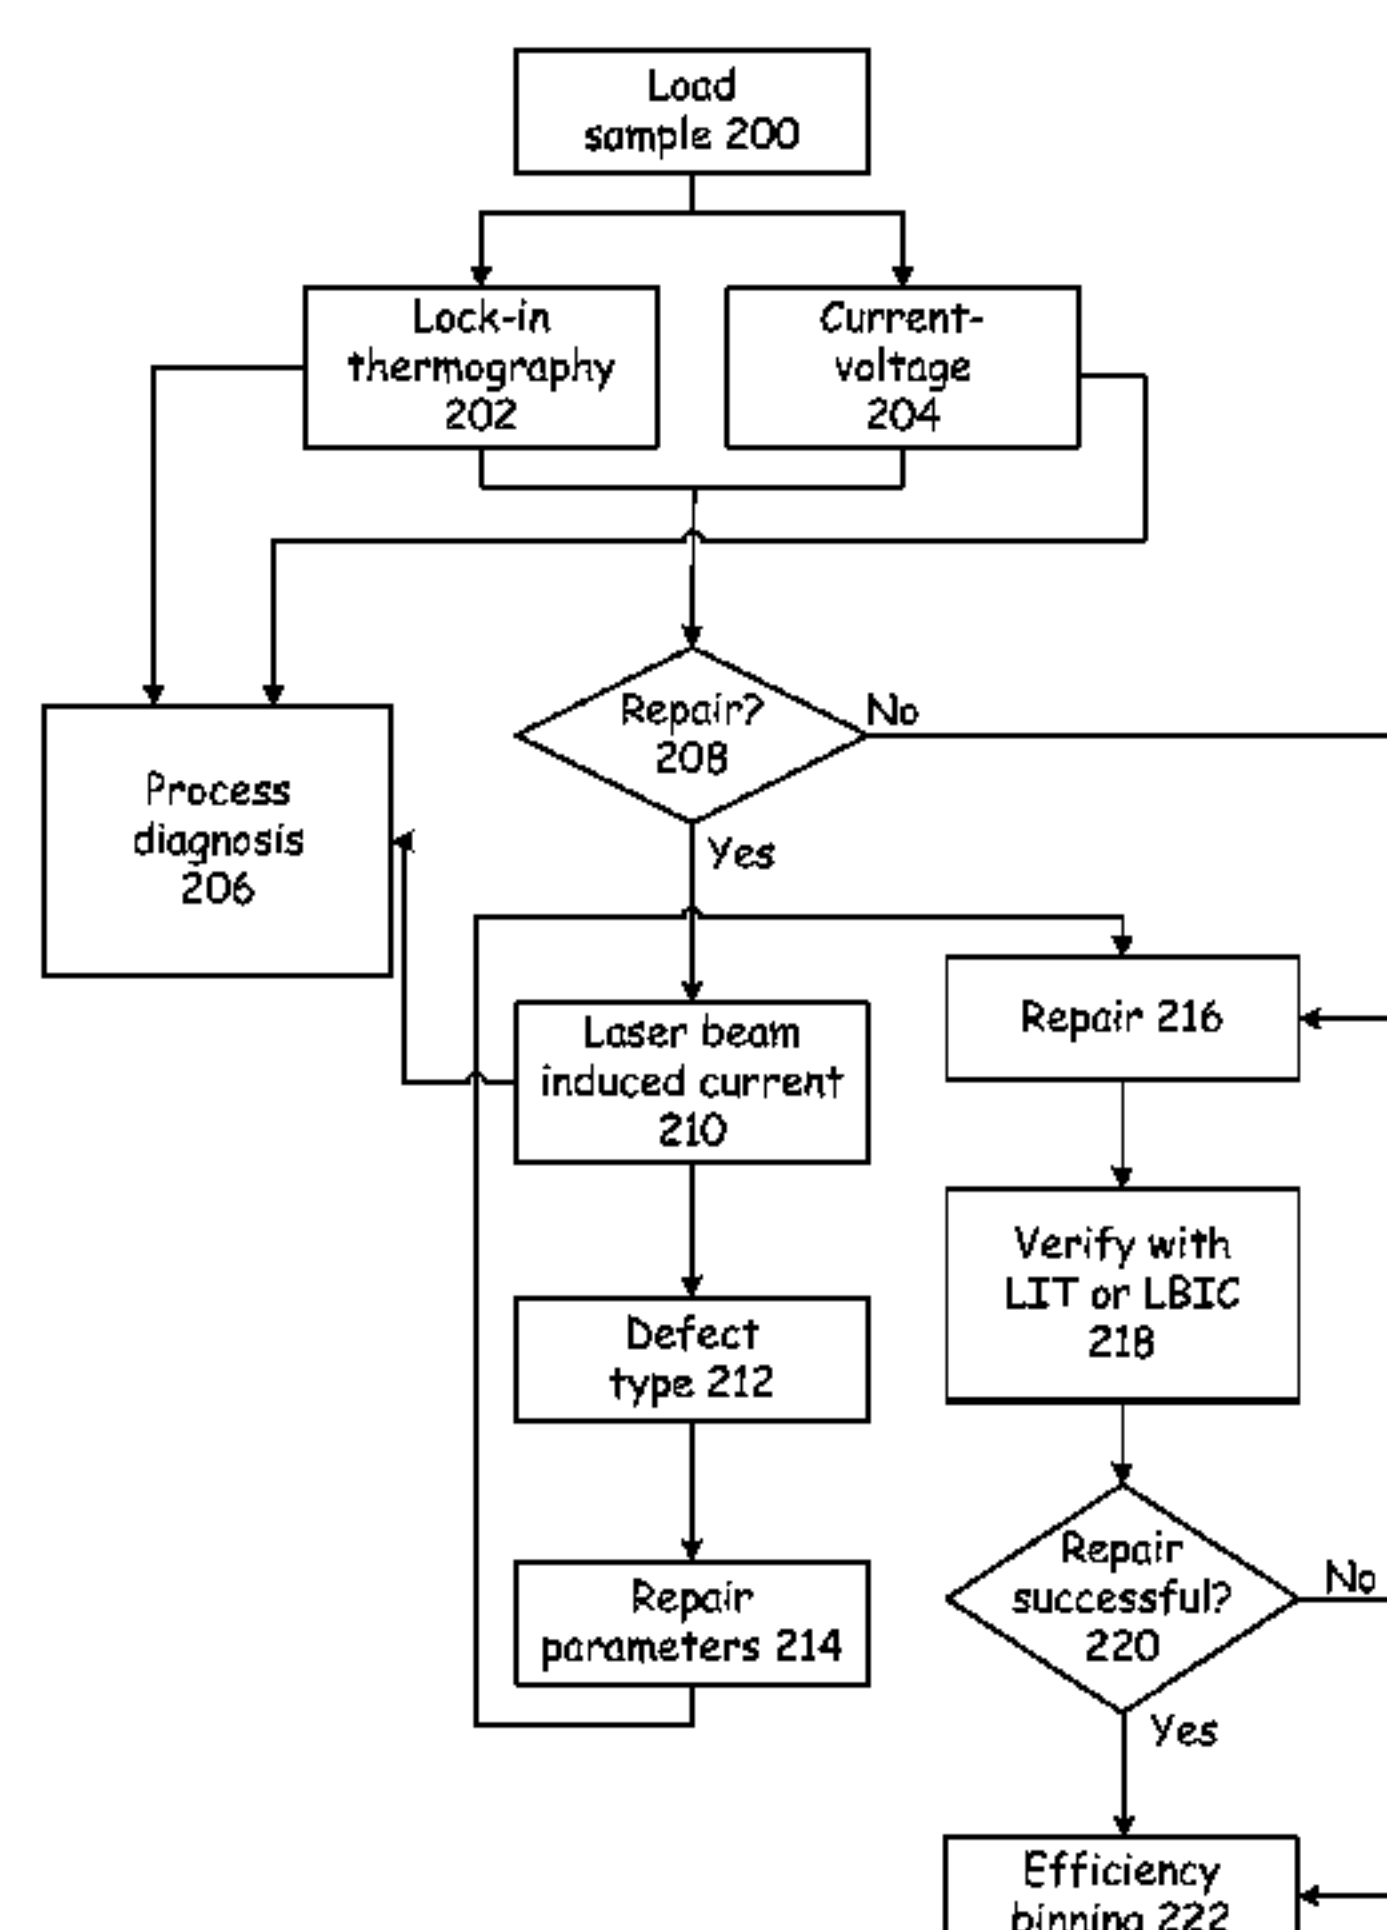 Load
sample 200
Lock-in
thermography
202
Current-
voltage
204
Repair?
208
No
Process
diagnosis
206
Yes
Laser beam
induced current
210
Repair 216
Verify with
LIT or LBIC
218
Defect
type 212
Repair
successful?
220
No
Repair
parameters 214
Yes
Efficiency
binning 222